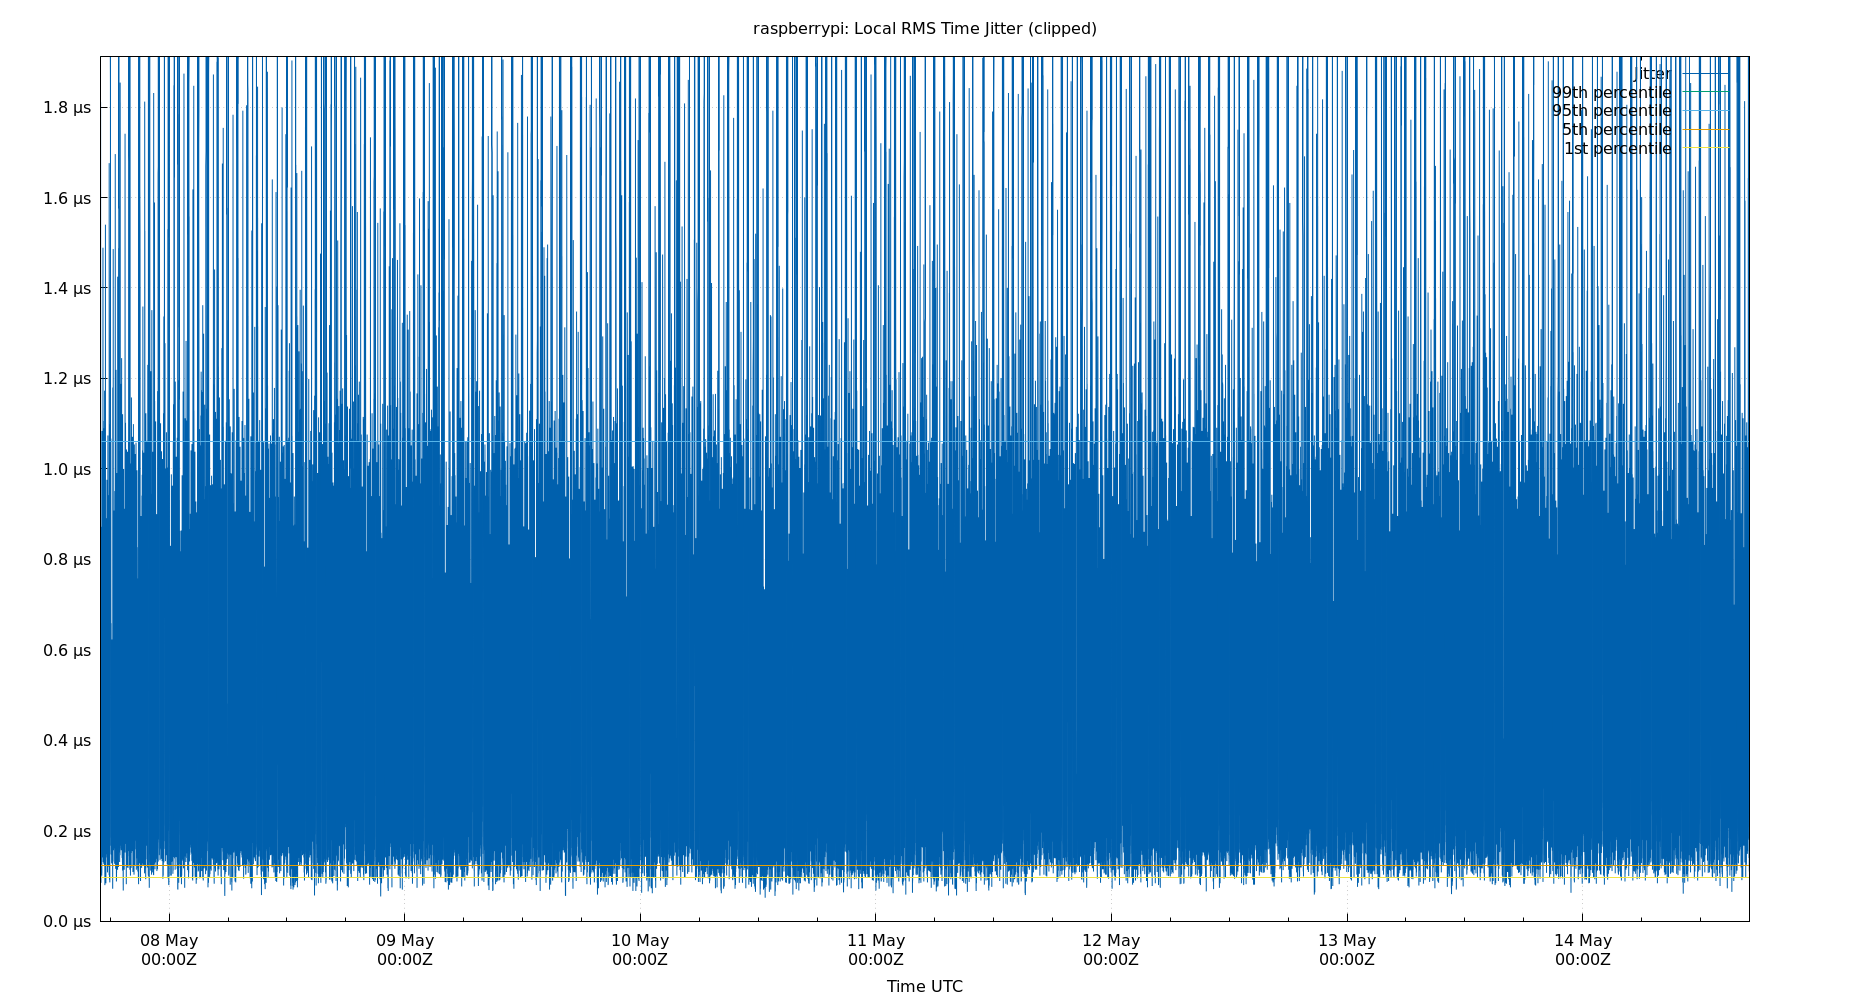 raspberrypi: Local RMS Time Jitter (clipped)
jitter
99th percentile
95th percentile
5th percentile
1st percentile
1.8 µs
1.6 µs
1.4 µs
1.2 µs
1.0 µs
0.8 µs
0.6 µs
0.4 µs
0.2 µs
0.0 µs
08 May 09 May 10 May 11 May 12 May 13 May 14 May
00:00Z 00:00Z 00:00Z 00:00Z 00:00Z 00:00Z 00:00Z
Time UTC